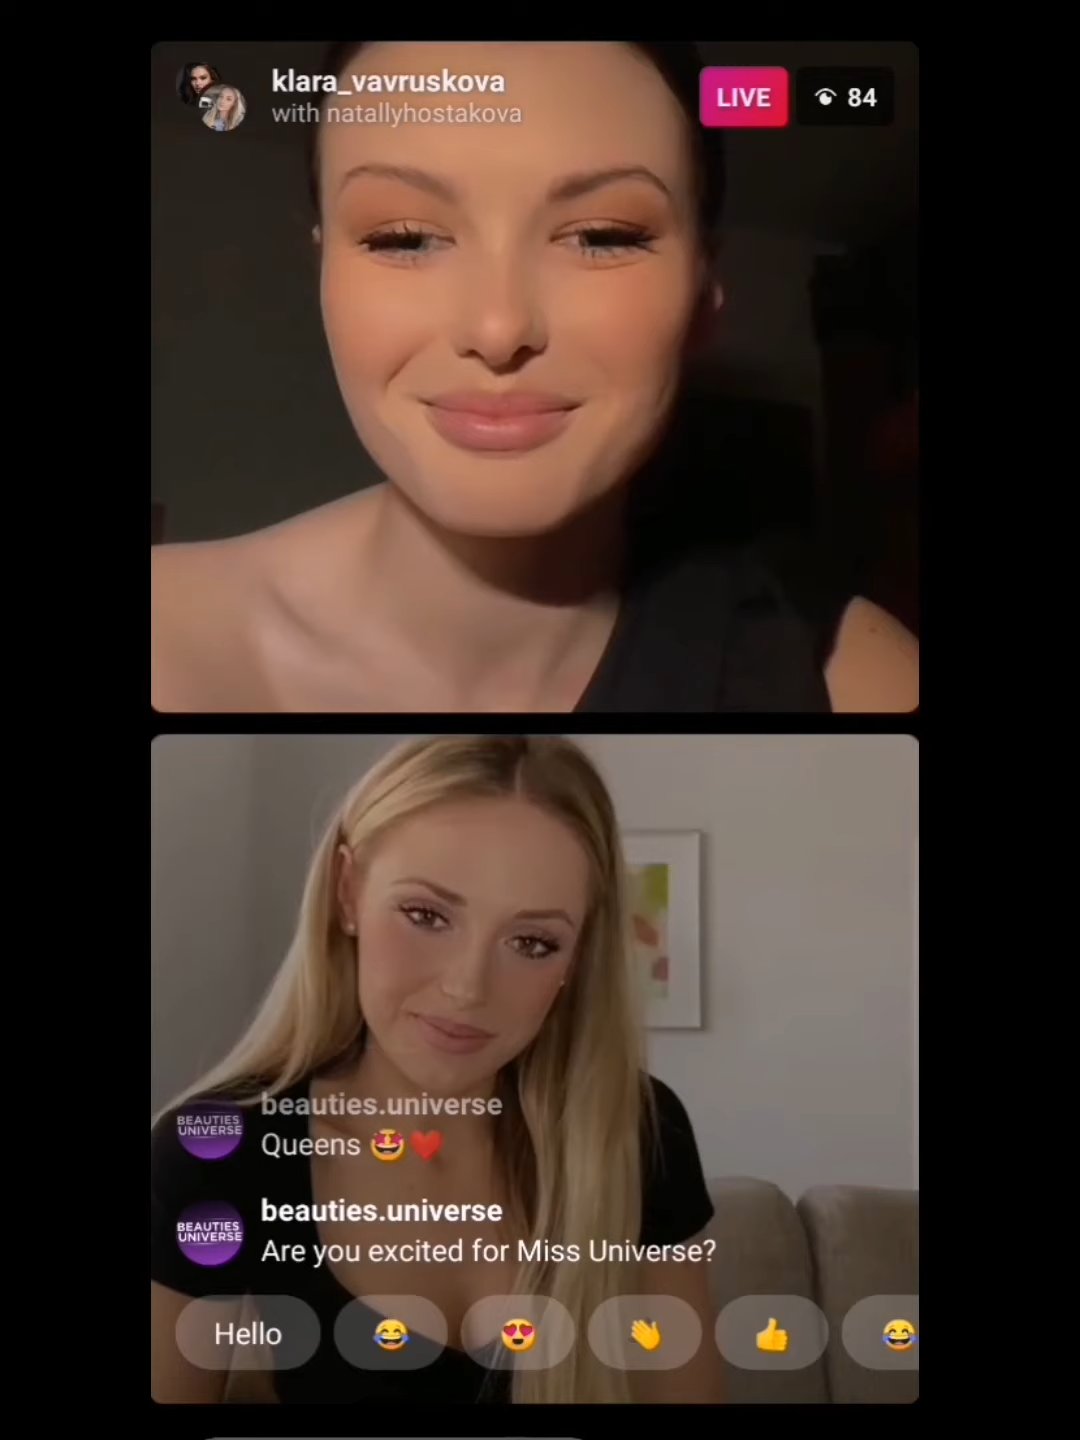 klara_vavruskova
with natallyhostakova
LIVE
84
beauties.universe
BEAUTIES
UNIVERSE
Queens 🤩❤️
beauties.universe
BEAUTIES
UNIVERSE
Are you excited for Miss Universe?
Hello